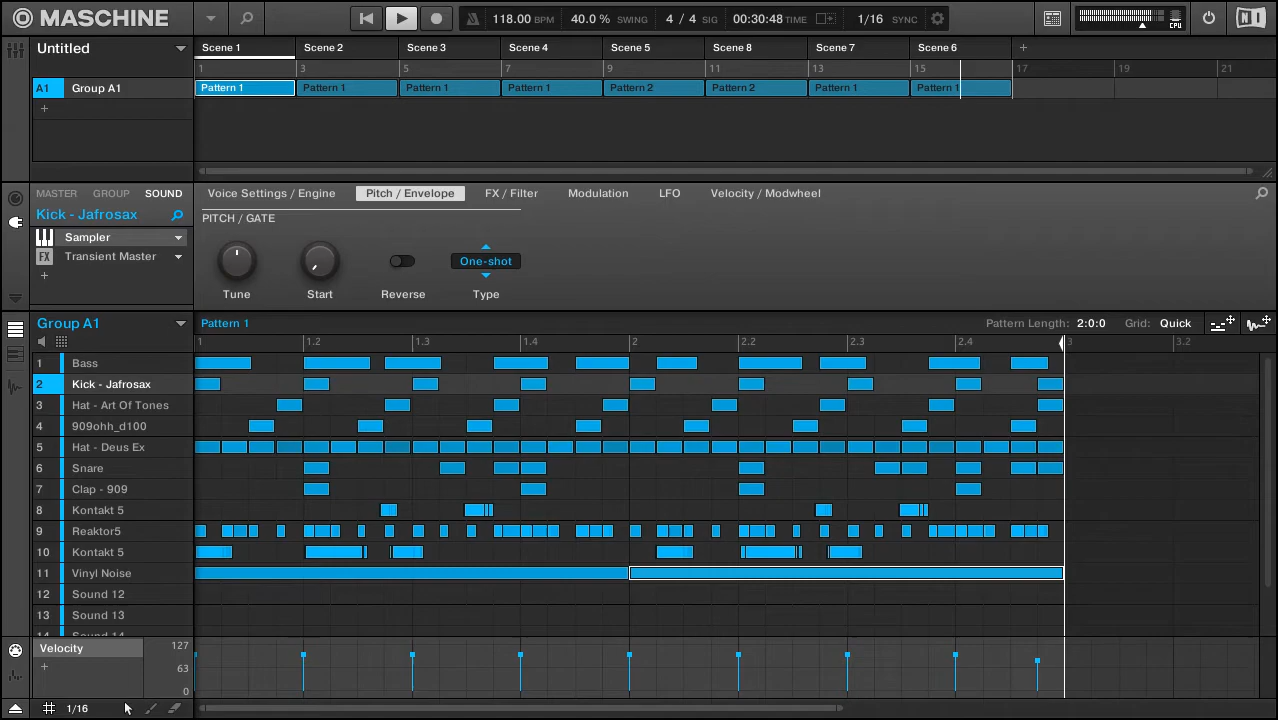 MASCHINE
118.00 BPM 40.0 % SWING 4 / 4 SIG 00:30:48 TIME 1/16 SYNC
CPU
NI
Untitled
Scene 1 Scene 2 Scene 3 Scene 4 Scene 5 Scene 8 Scene 7 Scene 6 +
1 3 5 7 9 11 13 15 17 19 21
A1 Group A1 Pattern 1 Pattern 1 Pattern 1 Pattern 1 Pattern 2 Pattern 2 Pattern 1 Pattern 1
+
MASTER GROUP SOUND
Voice Settings / Engine Pitch / Envelope FX / Filter Modulation LFO Velocity / Modwheel
Kick - Jafrosax
PITCH / GATE
Sampler
FX Transient Master
+
One-shot
Tune Start Reverse Type
Group A1
Pattern 1 Pattern Length: 2:0:0 Grid: Quick
1 1.2 1.3 1.4 2 2.2 2.3 2.4 3 3.2
1 Bass
2 Kick - Jafrosax
3 Hat - Art Of Tones
4 909ohh_d100
5 Hat - Deus Ex
6 Snare
7 Clap - 909
8 Kontakt 5
9 Reaktor5
10 Kontakt 5
11 Vinyl Noise
12 Sound 12
13 Sound 13
14 Sound 14
Velocity 127
+ 63
0
1/16